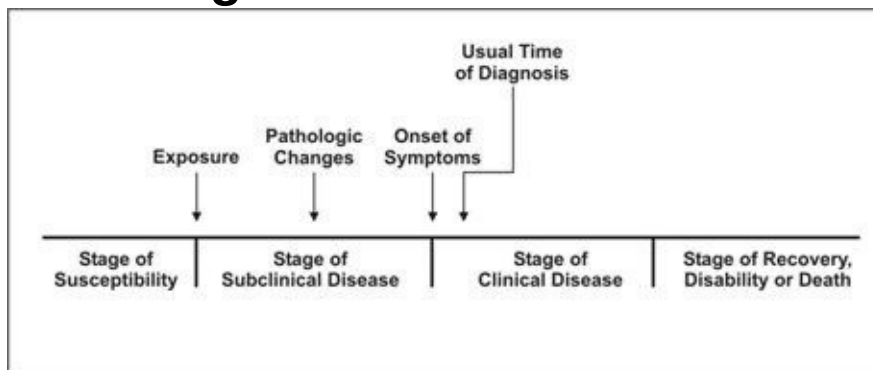 Usual Time
of Diagnosis
Pathologic
Changes
Onset of
Symptoms
Exposure
Stage of
Susceptibility
Stage of
Subclinical Disease
Stage of
Clinical Disease
Stage of Recovery,
Disability or Death